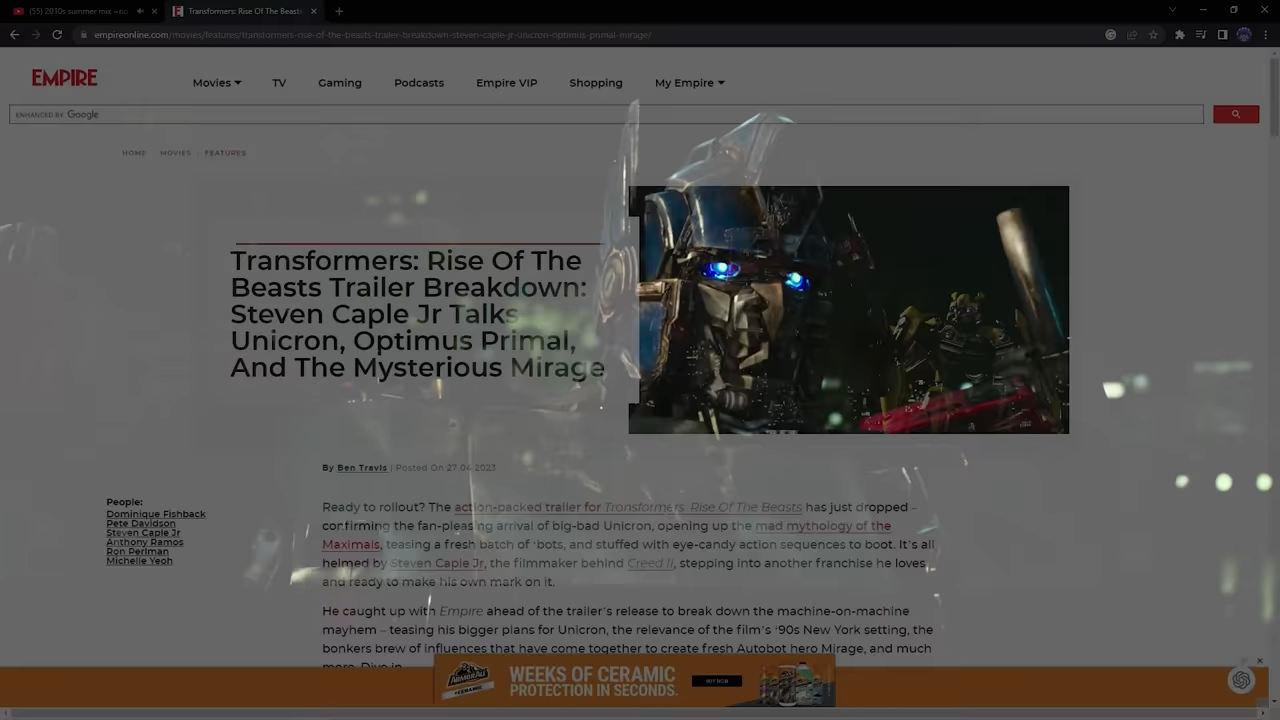 (55) 2010s summer mix
Transformers: Rise Of The Beasts
empireonline.com/movies/features/transformers-rise-of-the-beasts-trailer-breakdown-steven-caple-jr-unicron-optimus-primal-mirage/
EMPIRE
Movies TV Gaming Podcasts Empire VIP Shopping My Empire
ENHANCED BY Google
HOME MOVIES FEATURES
Transformers: Rise Of The
Beasts Trailer Breakdown:
Steven Caple Jr Talks
Unicron, Optimus Primal,
And The Mysterious Mirage
By Ben Travis | Posted On 27.04.2023
People:
Dominique Fishback
Pete Davidson
Steven Caple Jr
Anthony Ramos
Ron Perlman
Michelle Yeoh
Ready to rollout? The action-packed trailer for Transformers: Rise Of The Beasts has just dropped –
confirming the fan-pleasing arrival of big-bad Unicron, opening up the mad mythology of the
Maximals, teasing a fresh batch of 'bots, and stuffed with eye-candy action sequences to boot. It's all
helmed by Steven Caple Jr, the filmmaker behind Creed II, stepping into another franchise he loves
and ready to make his own mark on it.
He caught up with Empire ahead of the trailer's release to break down the machine-on-machine
mayhem – teasing his bigger plans for Unicron, the relevance of the film's '90s New York setting, the
bonkers brew of influences that have come together to create fresh Autobot hero Mirage, and much
more. Dive in
ARMOR ALL
CERAMIC
WEEKS OF CERAMIC
PROTECTION IN SECONDS.
BUY NOW